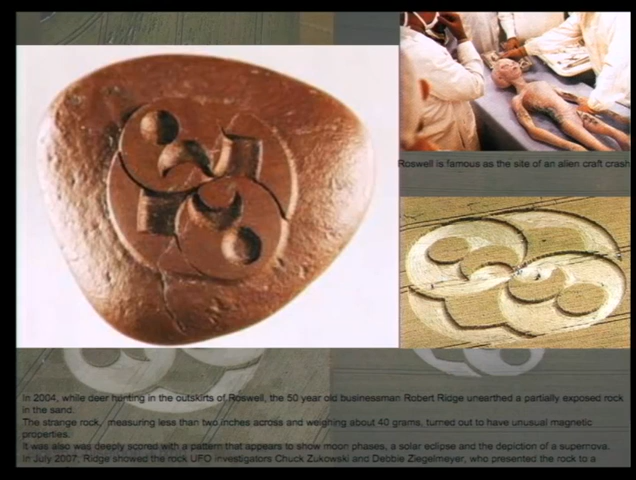 Roswell is famous as the site of an alien craft crash
In 2004, while deer hunting in the outskirts of Roswell, the 50 year old businessman Robert Ridge unearthed a partially exposed rock
in the sand.
The strange rock, measuring less than two inches across and weighing about 40 grams, turned out to have unusual magnetic
properties.
It was also was deeply scored with a pattern that appears to show moon phases, a solar eclipse and the depiction of a supernova.
In July 2007, Ridge showed the rock UFO investigators Chuck Zukowski and Debbie Ziegelmeyer, who presented the rock to a